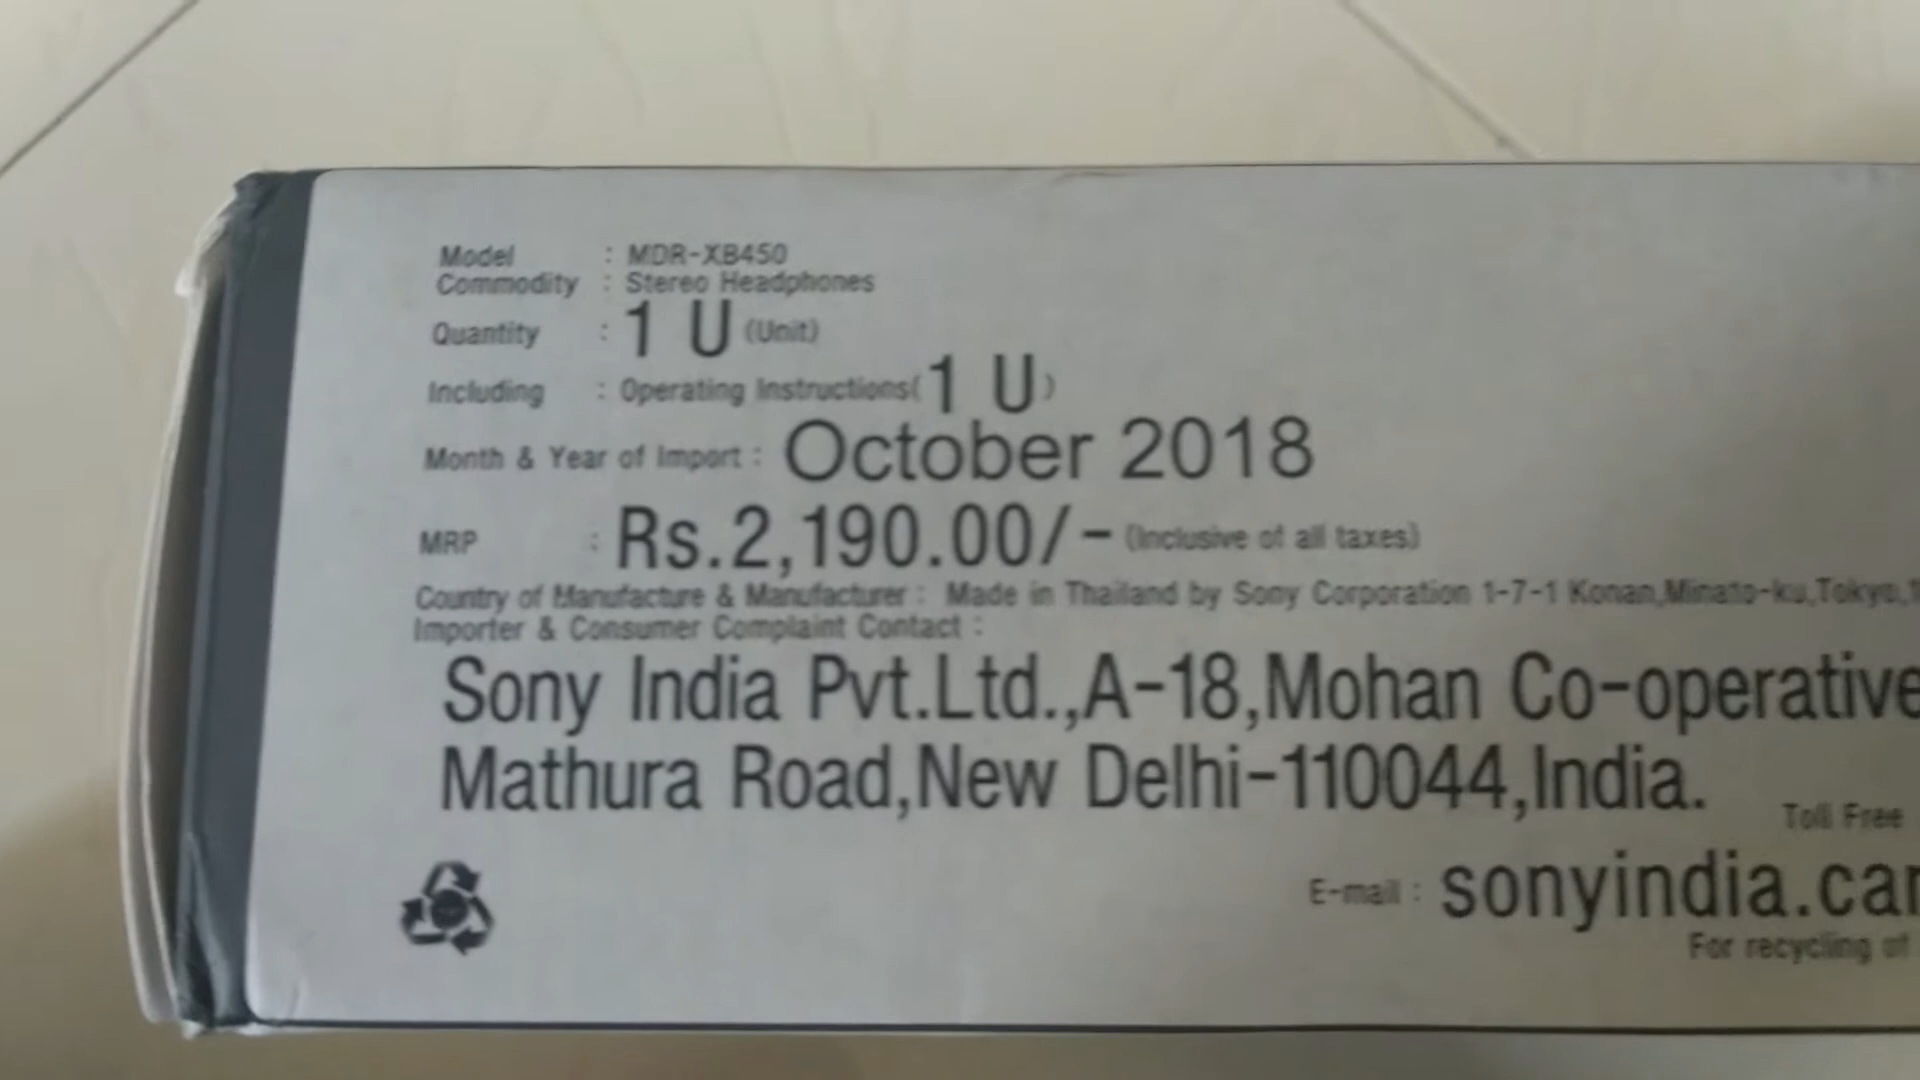 Model : MDR-XB450
Commodity : Stereo Headphones
Quantity : 1 U (Unit)
Including : Operating Instructions( 1 U )
Month & Year of Import : October 2018
MRP : Rs.2,190.00/- (Inclusive of all taxes)
Country of Manufacture & Manufacturer : Made in Thailand by Sony Corporation 1-7-1 Konan,Minato-ku,Tokyo,1
Importer & Consumer Complaint Contact :
Sony India Pvt.Ltd.,A-18,Mohan Co-operative
Mathura Road,New Delhi-110044,India.
Toll Free
E-mail : sonyindia.car
For recycling of